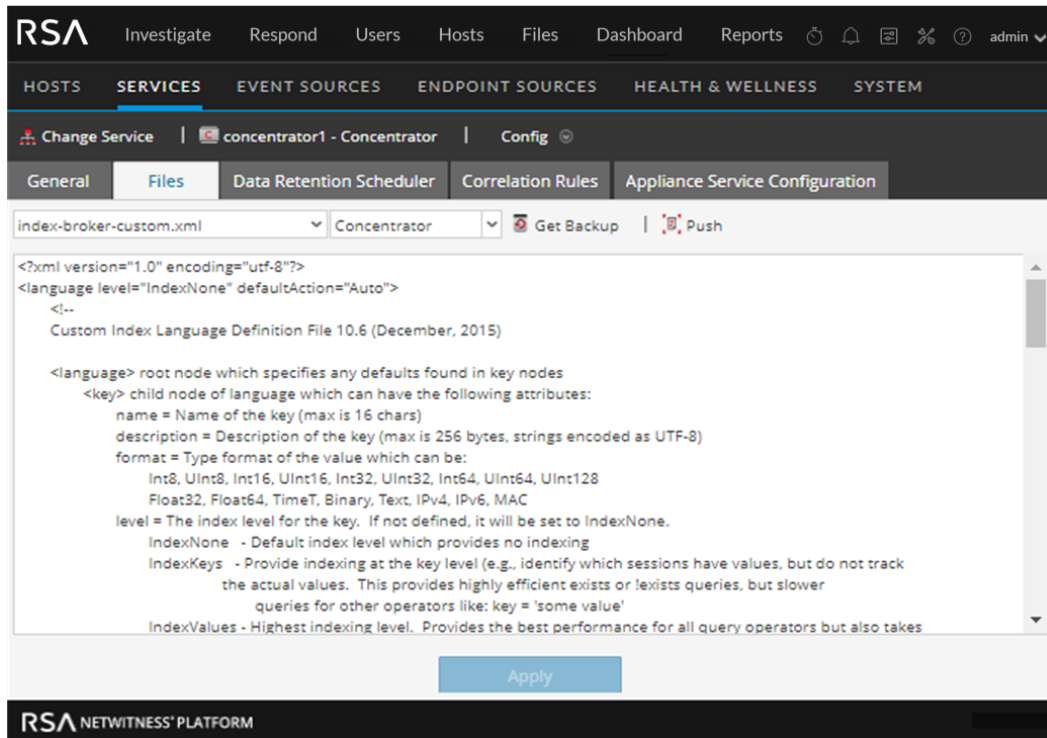 RSA Investigate Respond Users Hosts Files Dashboard Reports admin
HOSTS SERVICES EVENT SOURCES ENDPOINT SOURCES HEALTH & WELLNESS SYSTEM
Change Service | C concentrator1 - Concentrator | Config
General Files Data Retention Scheduler Correlation Rules Appliance Service Configuration
index-broker-custom.xml Concentrator Get Backup | Push
<?xml version="1.0" encoding="utf-8"?>
<language level="IndexNone" defaultAction="Auto">
<!--
Custom Index Language Definition File 10.6 (December, 2015)
<language> root node which specifies any defaults found in key nodes
<key> child node of language which can have the following attributes:
name = Name of the key (max is 16 chars)
description = Description of the key (max is 256 bytes, strings encoded as UTF-8)
format = Type format of the value which can be:
Int8, UInt8, Int16, UInt16, Int32, UInt32, Int64, UInt64, UInt128
Float32, Float64, TimeT, Binary, Text, IPv4, IPv6, MAC
level = The index level for the key. If not defined, it will be set to IndexNone.
IndexNone - Default index level which provides no indexing
IndexKeys - Provide indexing at the key level (e.g., identify which sessions have values, but do not track
the actual values. This provides highly efficient exists or !exists queries, but slower
queries for other operators like: key = 'some value'
IndexValues - Highest indexing level. Provides the best performance for all query operators but also takes
Apply
RSA NETWITNESS® PLATFORM